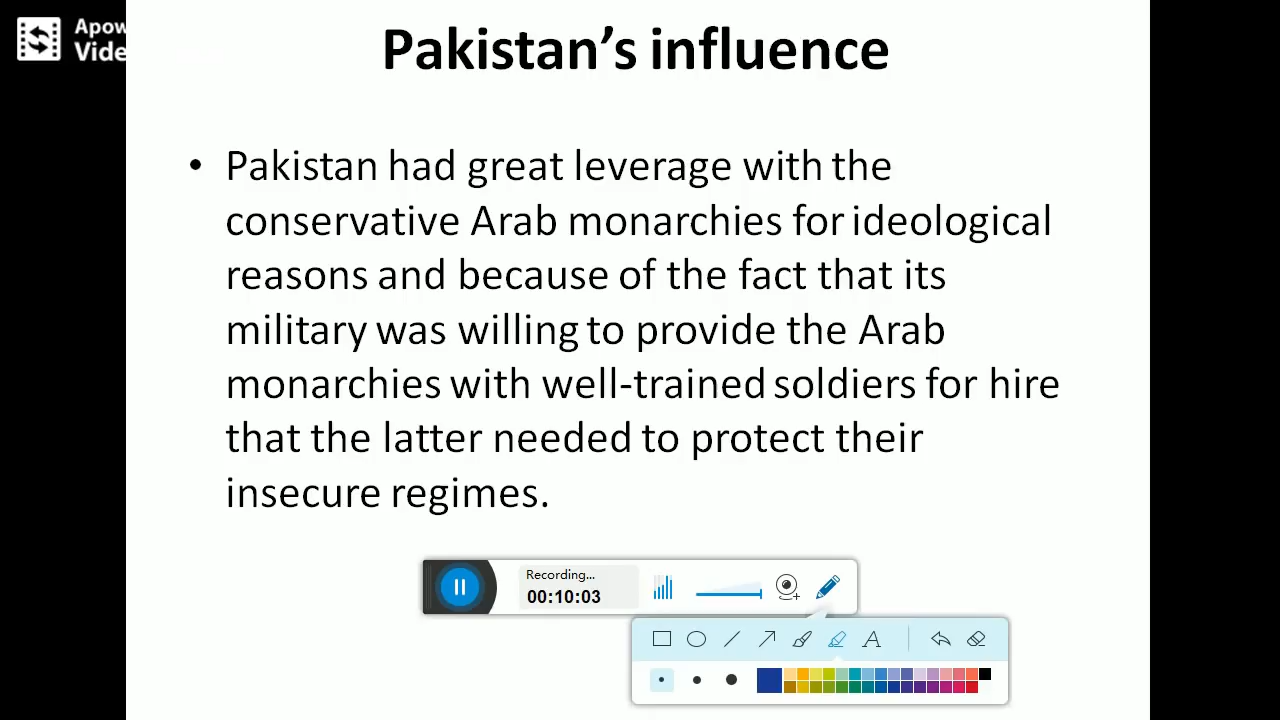 Apow
Vide
Pakistan’s influence
• Pakistan had great leverage with the
conservative Arab monarchies for ideological
reasons and because of the fact that its
military was willing to provide the Arab
monarchies with well-trained soldiers for hire
that the latter needed to protect their
insecure regimes.
Recording...
00:10:03
A